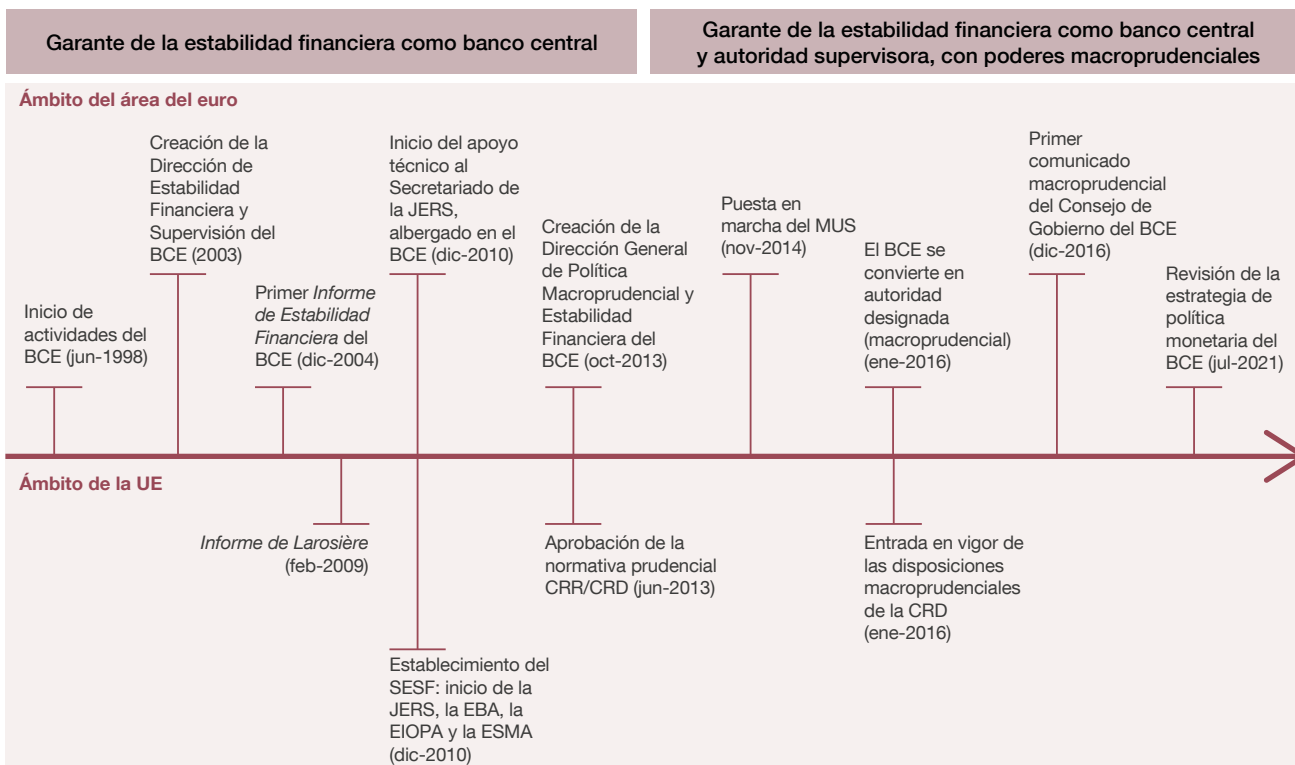 Garante de la estabilidad financiera como banco central
Garante de la estabilidad financiera como banco central
y autoridad supervisora, con poderes macroprudenciales
Ámbito del área del euro
Inicio de
actividades del
BCE (jun-1998)
Creación de la
Dirección de
Estabilidad
Financiera y
Supervisión del
BCE (2003)
Primer Informe
de Estabilidad
Financiera del
BCE (dic-2004)
Inicio del apoyo
técnico al
Secretariado de
la JERS,
albergado en el
BCE (dic-2010)
Creación de la
Dirección General
de Política
Macroprudencial y
Estabilidad
Financiera del
BCE (oct-2013)
Puesta en
marcha del MUS
(nov-2014)
El BCE se
convierte en
autoridad
designada
(macroprudencial)
(ene-2016)
Primer
comunicado
macroprudencial
del Consejo de
Gobierno del BCE
(dic-2016)
Revisión de la
estrategia de
política
monetaria del
BCE (jul-2021)
Ámbito de la UE
Informe de Larosière
(feb-2009)
Establecimiento del
SESF: inicio de la
JERS, la EBA, la
EIOPA y la ESMA
(dic-2010)
Aprobación de la
normativa prudencial
CRR/CRD (jun-2013)
Entrada en vigor de
las disposiciones
macroprudenciales
de la CRD
(ene-2016)